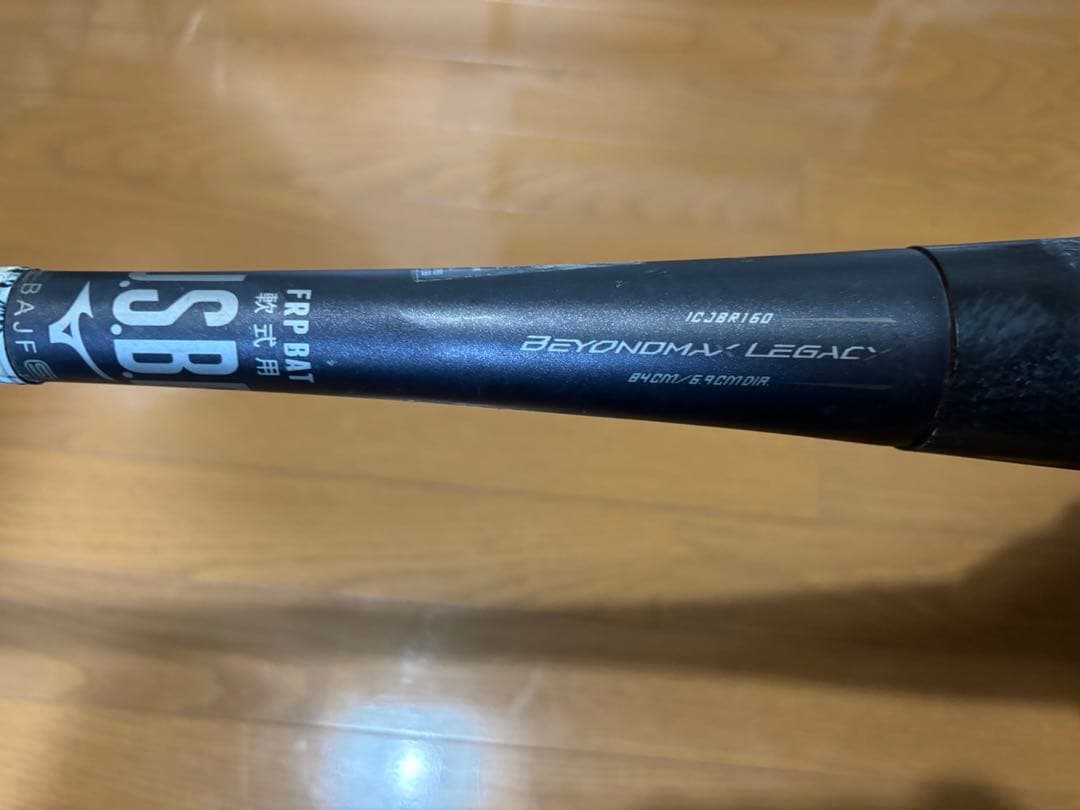 BAJF
J.S.B.
FRP BAT
軟式用
1CJBR160
BEYONDMAX LEGACY
84CM/6.9CM DIA